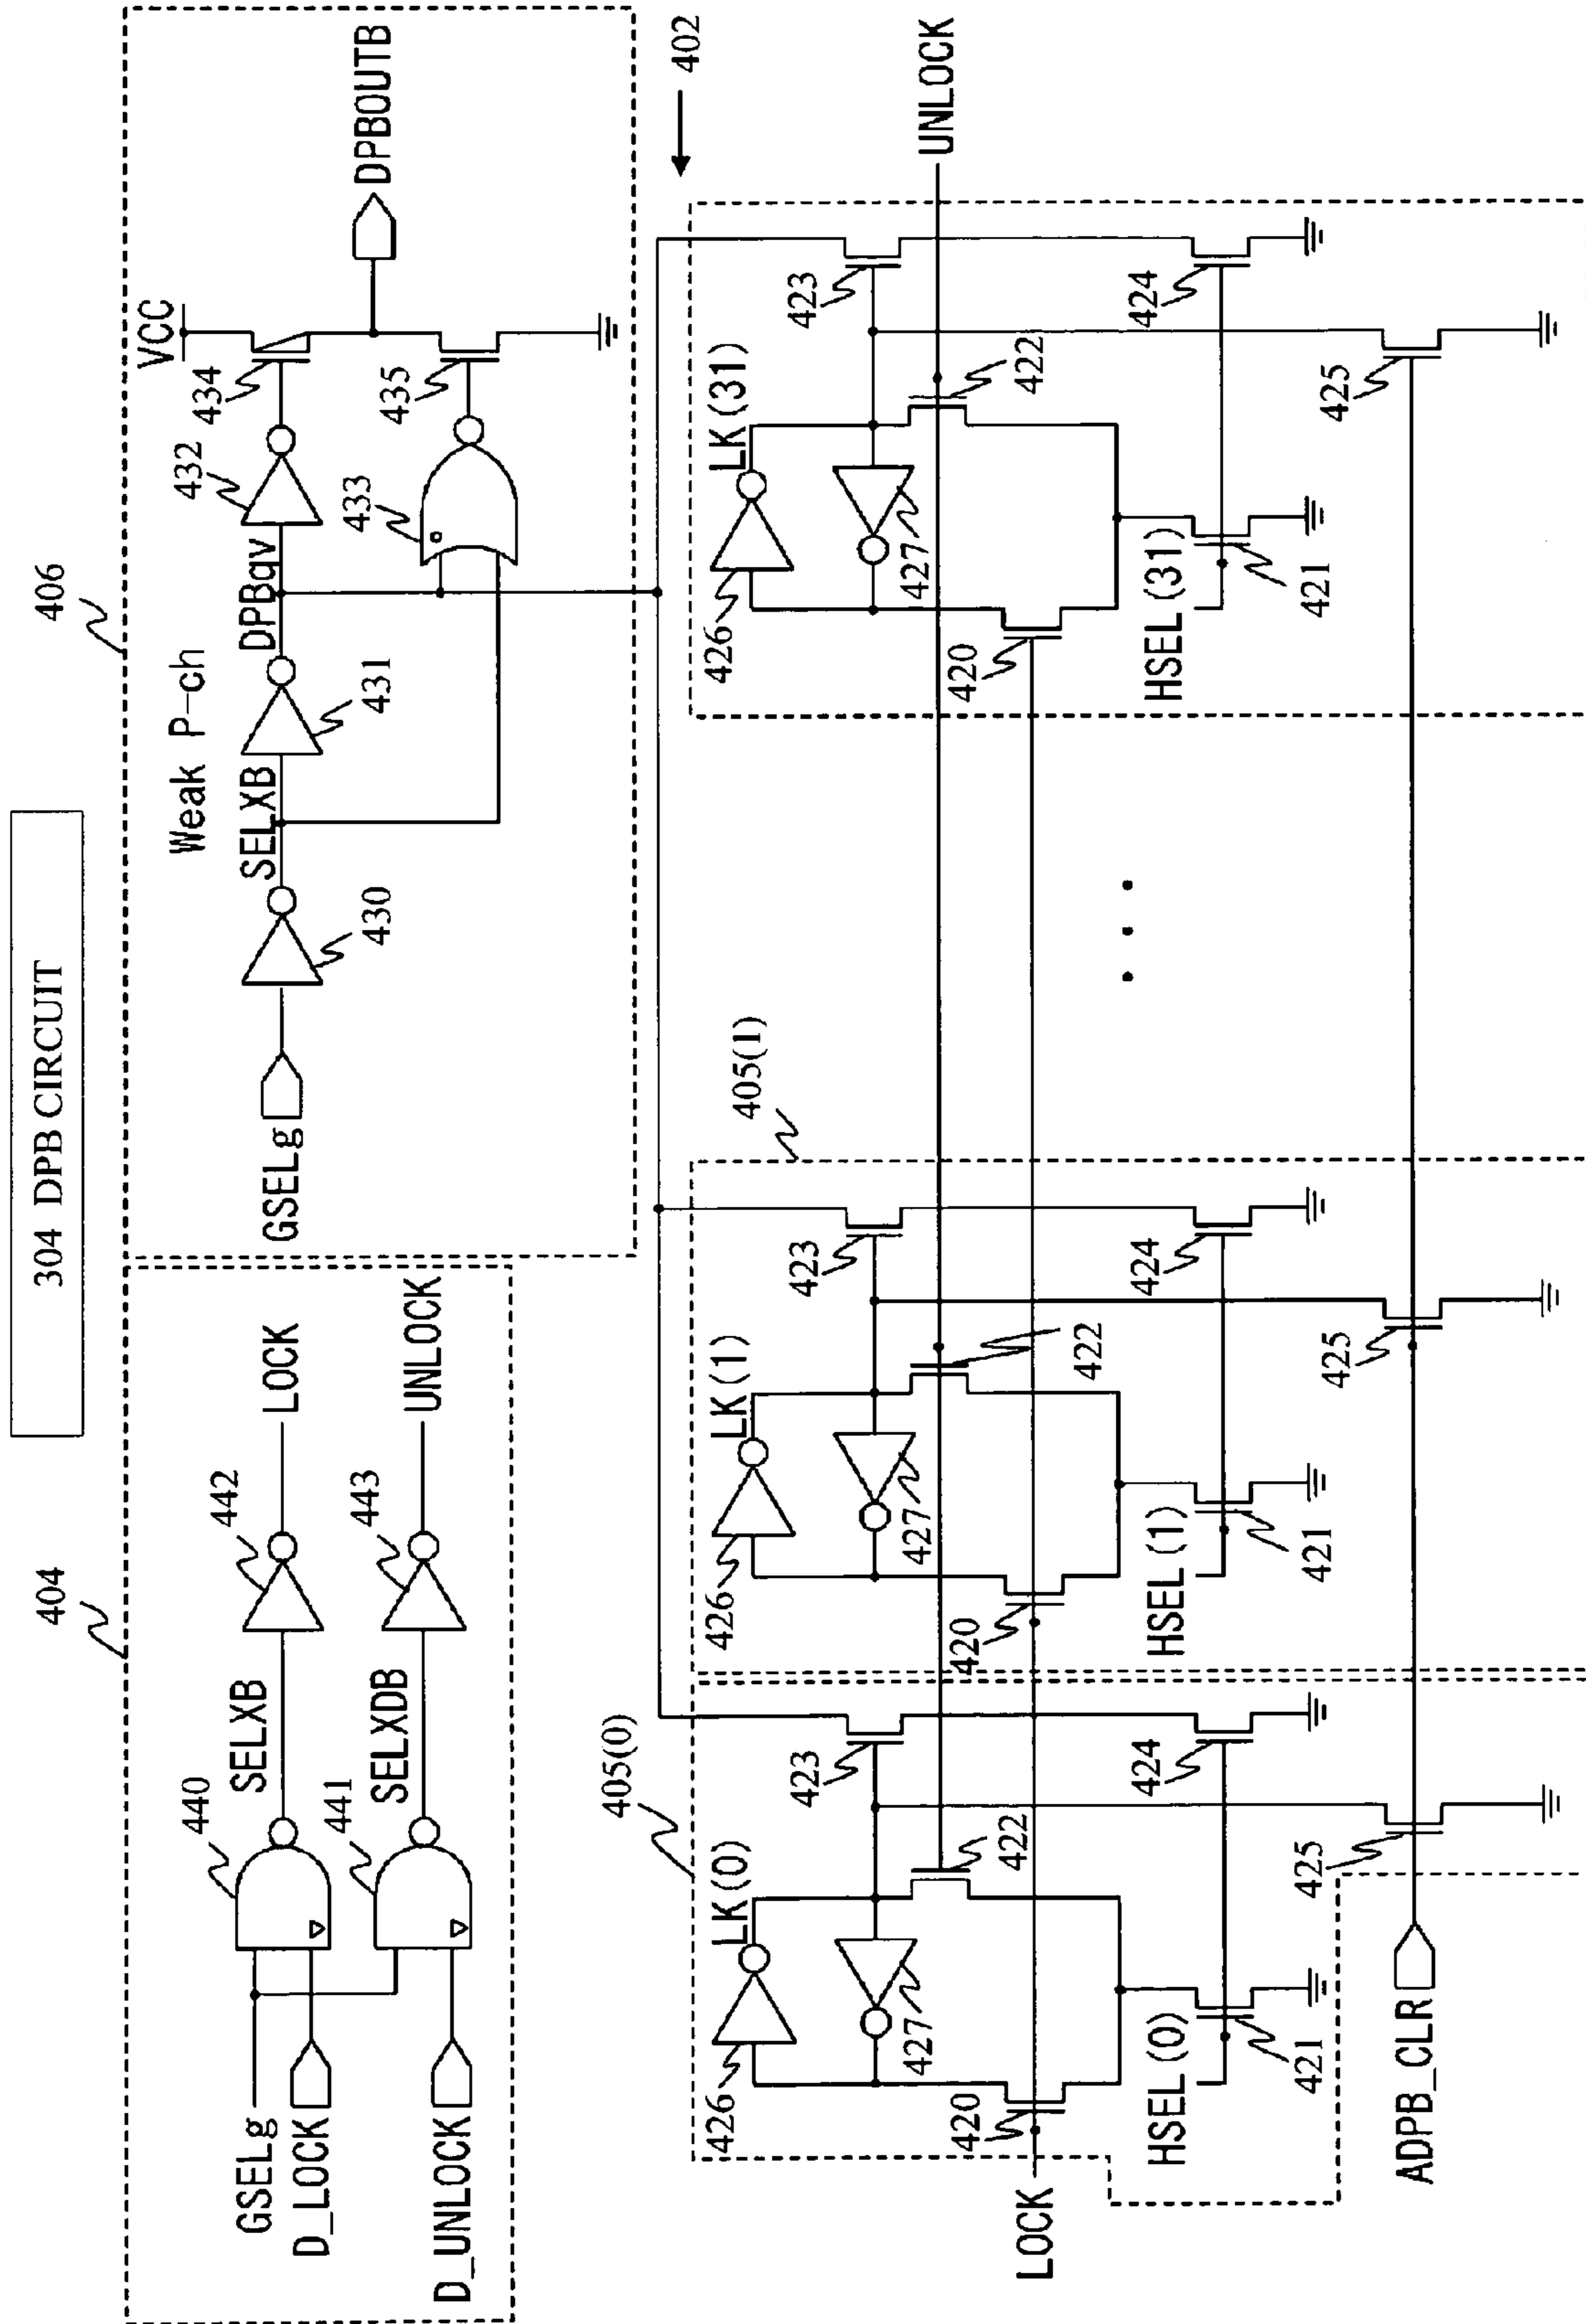 304 DPB CIRCUIT
404
GSELg
D_LOCK
D_UNLOCK
440
441
SELXB
SELXDB
442
443
LOCK
UNLOCK
406
GSELg
430
SELXB
Weak P-ch
431
DPBqv
432
433
VCC
434
435
DPBOUTB
402
405(0)
LOCK
426
LK(0)
427
420
422
423
HSEL(0)
421
424
425
ADPB_CLR
405(1)
426
LK(1)
427
420
422
423
HSEL(1)
421
424
425
• • •
426
LK(31)
427
420
422
423
HSEL(31)
421
424
425
UNLOCK